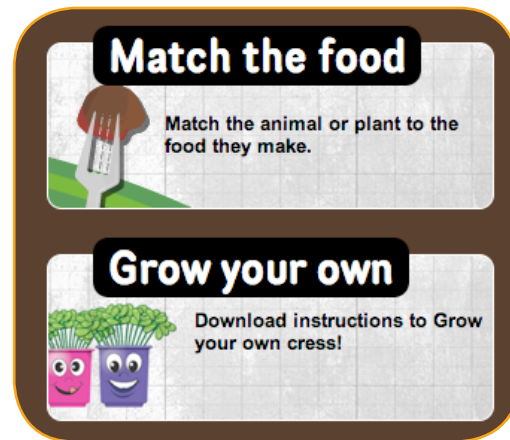 Match the food
Match the animal or plant to the
food they make.
Grow your own
Download instructions to Grow
your own cress!